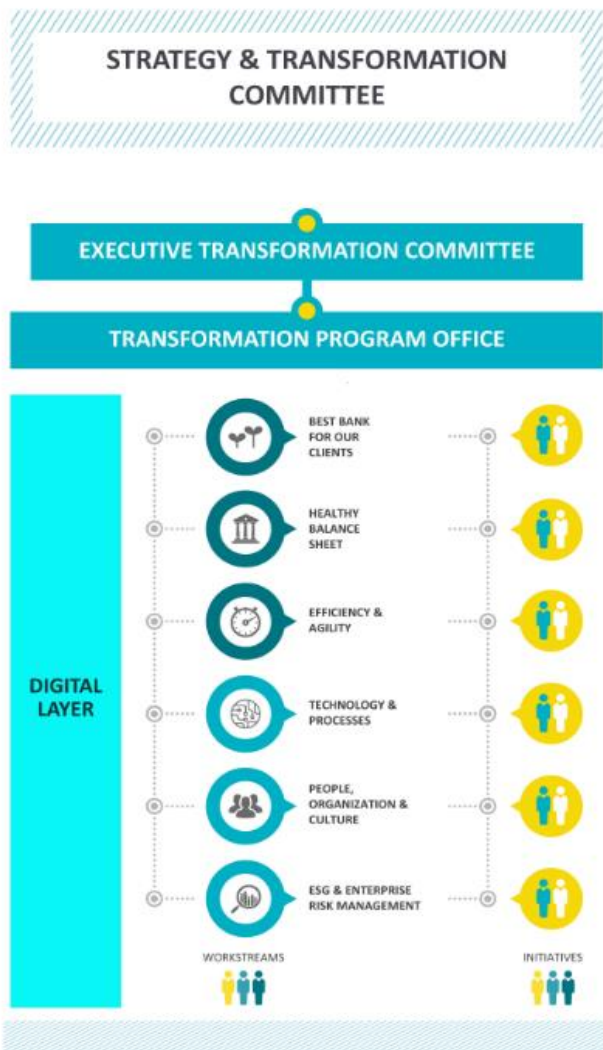 STRATEGY & TRANSFORMATION
COMMITTEE
EXECUTIVE TRANSFORMATION COMMITTEE
TRANSFORMATION PROGRAM OFFICE
DIGITAL
LAYER
BEST BANK
FOR OUR
CLIENTS
HEALTHY
BALANCE
SHEET
EFFICIENCY &
AGILITY
TECHNOLOGY &
PROCESSES
PEOPLE,
ORGANIZATION &
CULTURE
ESG & ENTERPRISE
RISK MANAGEMENT
WORKSTREAMS
INITIATIVES